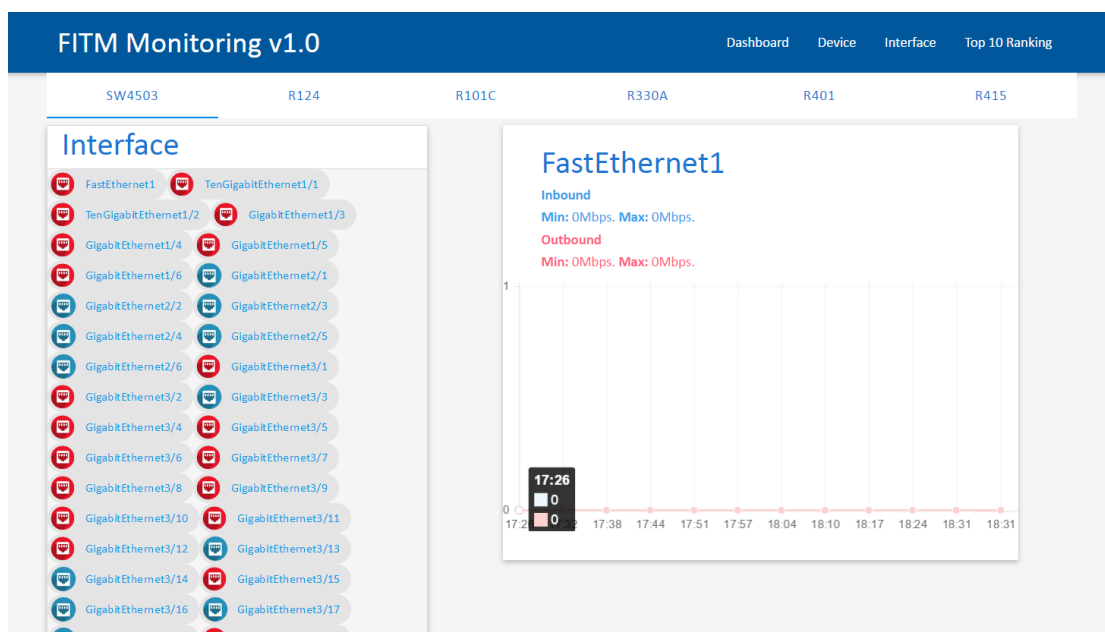 FITM Monitoring v1.0
Dashboard Device Interface Top 10 Ranking
SW4503 R124 R101C R330A R401 R415
Interface
FastEthernet1 TenGigabitEthernet1/1
TenGigabitEthernet1/2 GigabitEthernet1/3
GigabitEthernet1/4 GigabitEthernet1/5
GigabitEthernet1/6 GigabitEthernet2/1
GigabitEthernet2/2 GigabitEthernet2/3
GigabitEthernet2/4 GigabitEthernet2/5
GigabitEthernet2/6 GigabitEthernet3/1
GigabitEthernet3/2 GigabitEthernet3/3
GigabitEthernet3/4 GigabitEthernet3/5
GigabitEthernet3/6 GigabitEthernet3/7
GigabitEthernet3/8 GigabitEthernet3/9
GigabitEthernet3/10 GigabitEthernet3/11
GigabitEthernet3/12 GigabitEthernet3/13
GigabitEthernet3/14 GigabitEthernet3/15
GigabitEthernet3/16 GigabitEthernet3/17
FastEthernet1
Inbound
Min: 0Mbps. Max: 0Mbps.
Outbound
Min: 0Mbps. Max: 0Mbps.
1
17:26
0
0
0
17:38 17:44 17:51 17:57 18:04 18:10 18:17 18:24 18:31 18:31